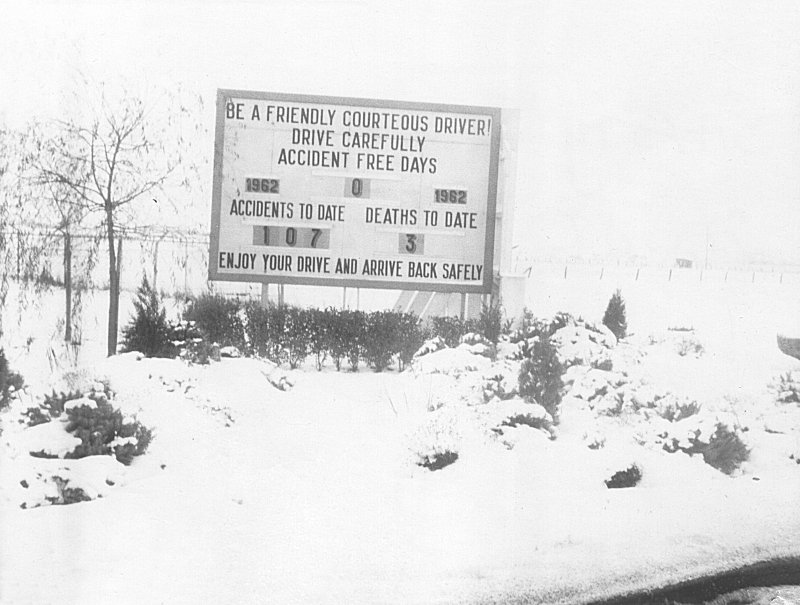 BE A FRIENDLY COURTEOUS DRIVER!
DRIVE CAREFULLY
ACCIDENT FREE DAYS
1962 0 1962
ACCIDENTS TO DATE DEATHS TO DATE
107 3
ENJOY YOUR DRIVE AND ARRIVE BACK SAFELY